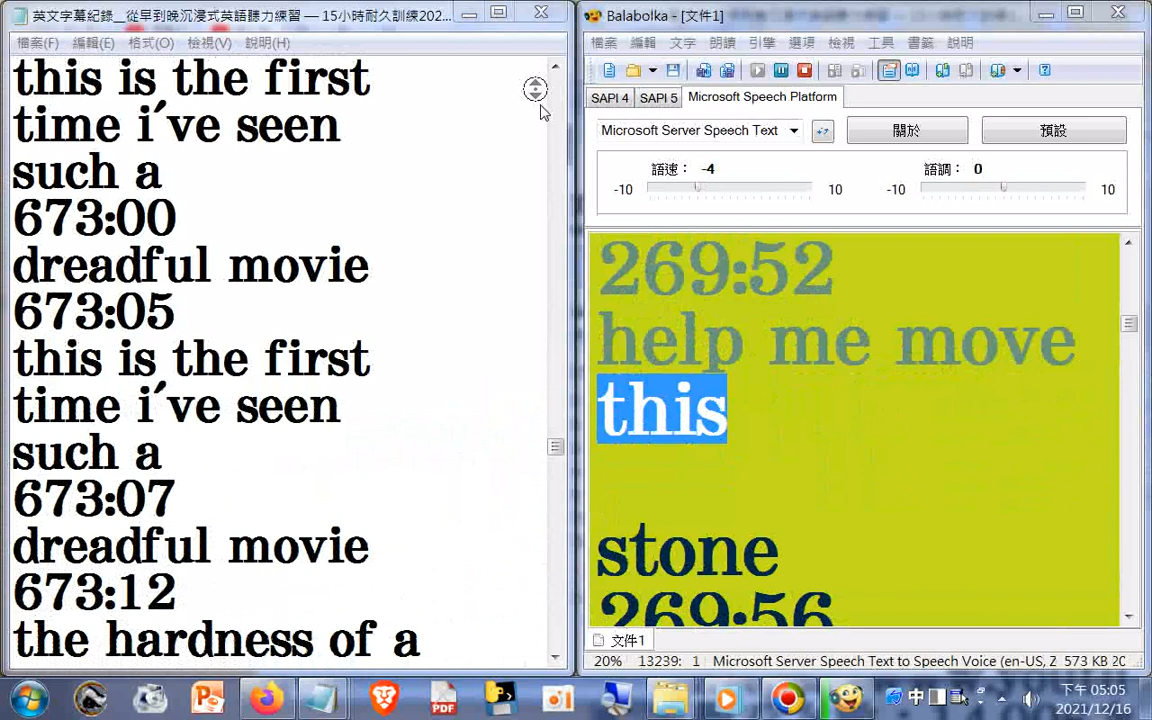 英文字幕紀錄__從早到晚沉浸式英語聽力練習 — 15小時耐久訓練202...
檔案(F) 編輯(E) 格式(O) 檢視(V) 說明(H)
this is the first
time i´ve seen
such a
673:00
dreadful movie
673:05
this is the first
time i´ve seen
such a
673:07
dreadful movie
673:12
the hardness of a
Balabolka - [文件1]
檔案 編輯 文字 朗讀 引擎 選項 檢視 工具 書籤 說明
SAPI 4 SAPI 5 Microsoft Speech Platform
Microsoft Server Speech Text 關於 預設
語速： -4 語調： 0
-10 10 -10 10
269:52
help me move
this
stone
269:56
文件1
20% 13239: 1 Microsoft Server Speech Text to Speech Voice (en-US, Z 573 KB 20
PDF
中
下午 05:05
2021/12/16